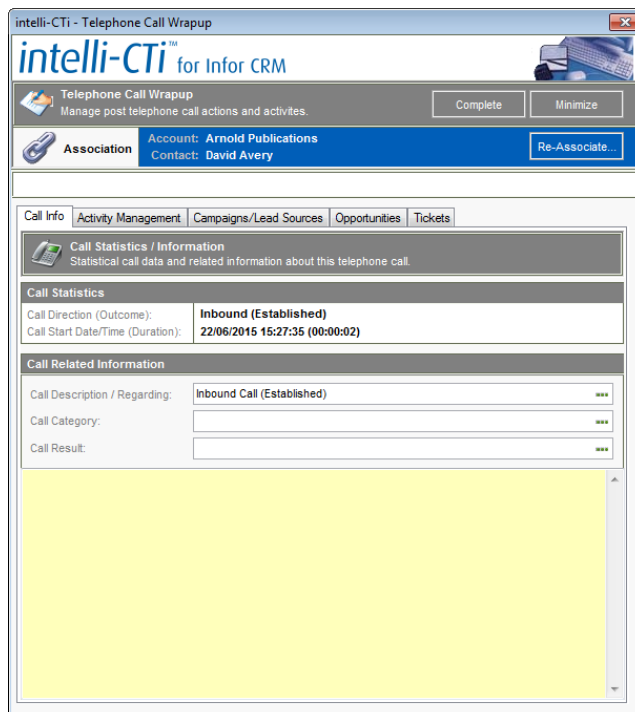 intelli-CTi - Telephone Call Wrapup
intelli-CTi™ for Infor CRM
Telephone Call Wrapup
Manage post telephone call actions and activites.
Complete
Minimize
Association
Account: Arnold Publications
Contact: David Avery
Re-Associate...
Call Info
Activity Management
Campaigns/Lead Sources
Opportunities
Tickets
Call Statistics / Information
Statistical call data and related information about this telephone call.
Call Statistics
Call Direction (Outcome): Inbound (Established)
Call Start Date/Time (Duration): 22/06/2015 15:27:35 (00:00:02)
Call Related Information
Call Description / Regarding: Inbound Call (Established)
Call Category:
Call Result: